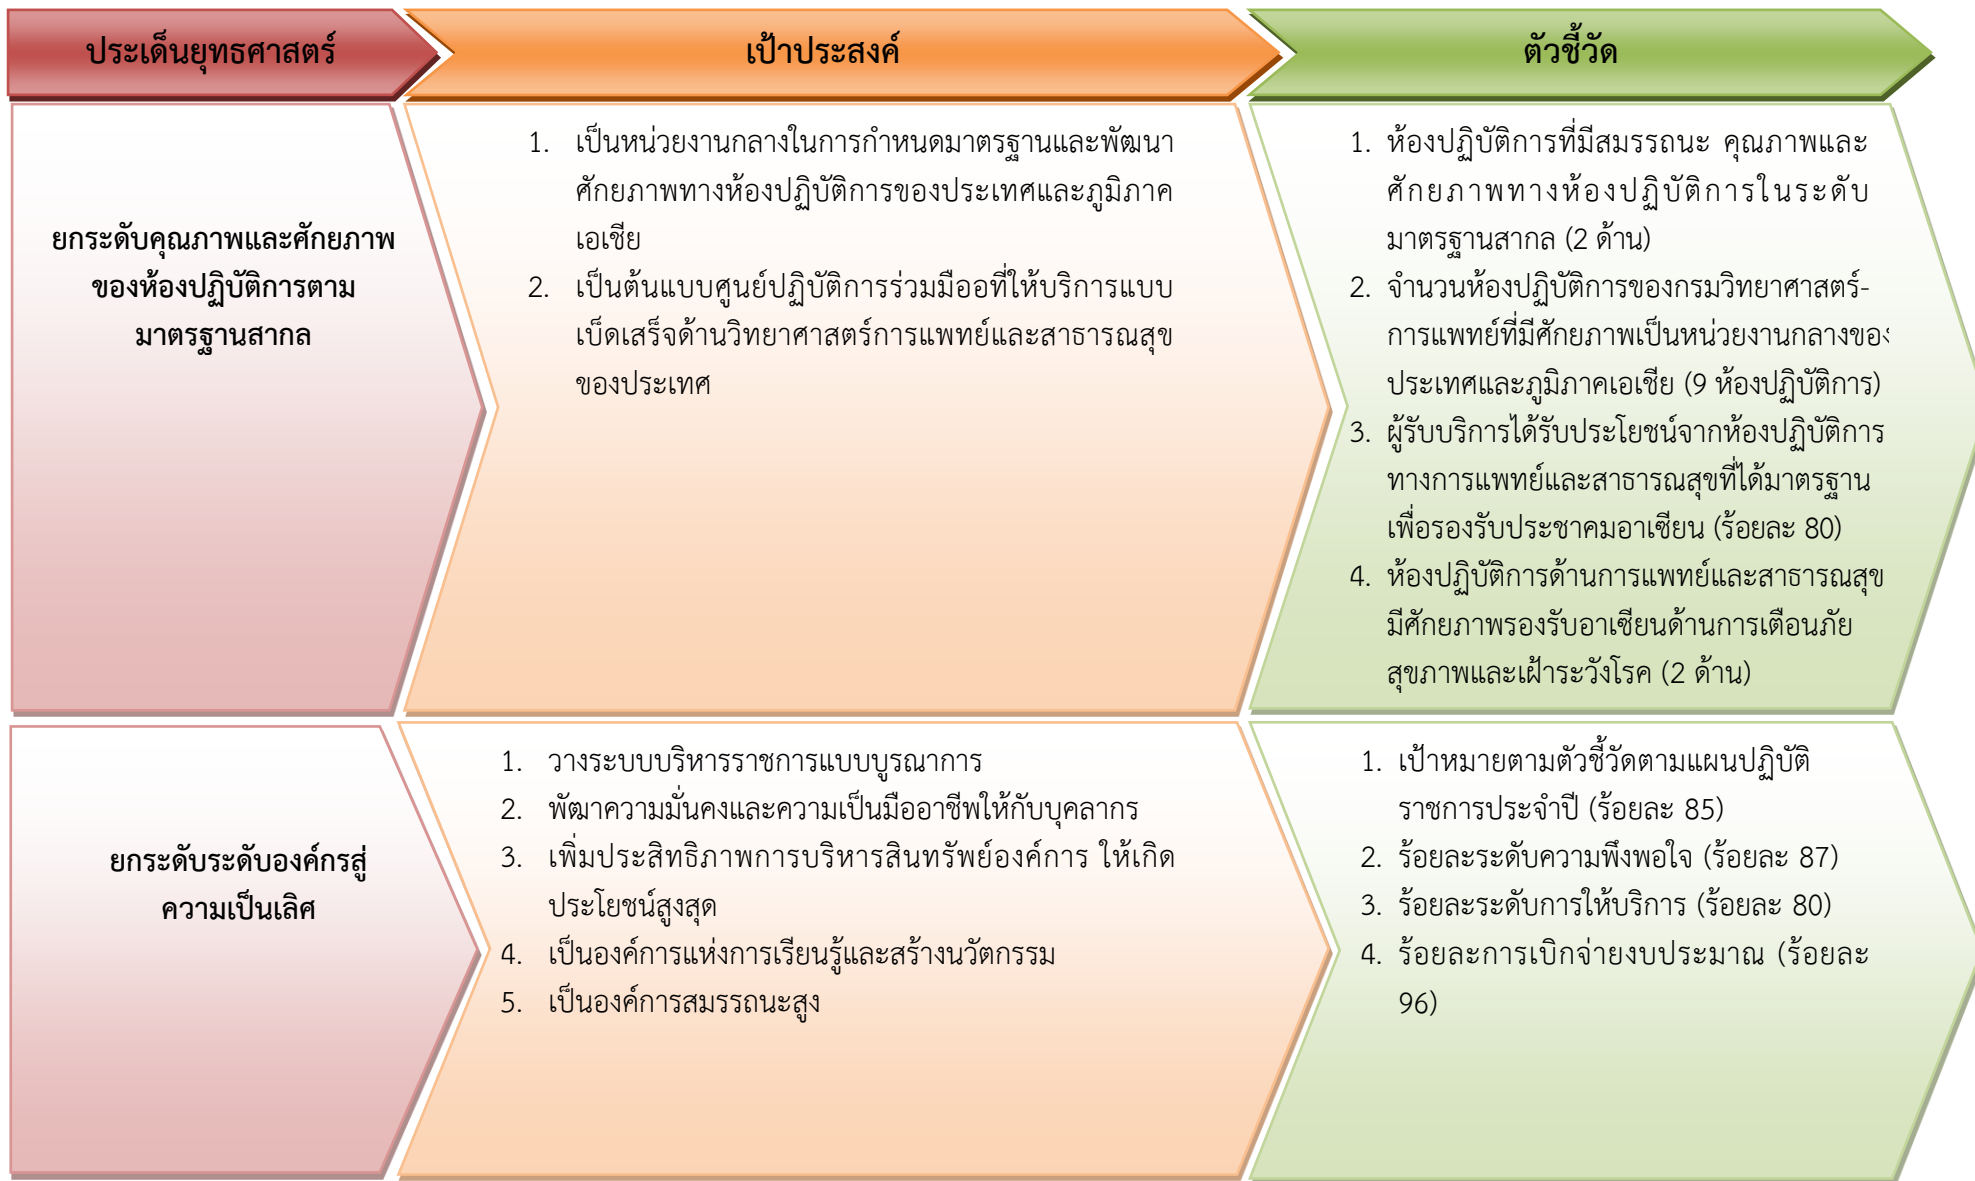 ประเด็นยุทธศาสตร์
เป้าประสงค์
ตัวชี้วัด
ยกระดับคุณภาพและศักยภาพ
ของห้องปฏิบัติการตาม
มาตรฐานสากล
1. เป็นหน่วยงานกลางในการกำหนดมาตรฐานและพัฒนา
ศักยภาพทางห้องปฏิบัติการของประเทศและภูมิภาค
เอเชีย
2. เป็นต้นแบบศูนย์ปฏิบัติการร่วมมืออที่ให้บริการแบบ
เบ็ดเสร็จด้านวิทยาศาสตร์การแพทย์และสาธารณสุข
ของประเทศ
1. ห้องปฏิบัติการที่มีสมรรถนะ คุณภาพและ
ศักยภาพทางห้องปฏิบัติการในระดับ
มาตรฐานสากล (2 ด้าน)
2. จำนวนห้องปฏิบัติการของกรมวิทยาศาสตร์-
การแพทย์ที่มีศักยภาพเป็นหน่วยงานกลางของ
ประเทศและภูมิภาคเอเชีย (9 ห้องปฏิบัติการ)
3. ผู้รับบริการได้รับประโยชน์จากห้องปฏิบัติการ
ทางการแพทย์และสาธารณสุขที่ได้มาตรฐาน
เพื่อรองรับประชาคมอาเซียน (ร้อยละ 80)
4. ห้องปฏิบัติการด้านการแพทย์และสาธารณสุข
มีศักยภาพรองรับอาเซียนด้านการเตือนภัย
สุขภาพและเฝ้าระวังโรค (2 ด้าน)
ยกระดับระดับองค์กรสู่
ความเป็นเลิศ
1. วางระบบบริหารราชการแบบบูรณาการ
2. พัฒาความมั่นคงและความเป็นมืออาชีพให้กับบุคลากร
3. เพิ่มประสิทธิภาพการบริหารสินทรัพย์องค์การ ให้เกิด
ประโยชน์สูงสุด
4. เป็นองค์การแห่งการเรียนรู้และสร้างนวัตกรรม
5. เป็นองค์การสมรรถนะสูง
1. เป้าหมายตามตัวชี้วัดตามแผนปฏิบัติ
ราชการประจำปี (ร้อยละ 85)
2. ร้อยละระดับความพึงพอใจ (ร้อยละ 87)
3. ร้อยละระดับการให้บริการ (ร้อยละ 80)
4. ร้อยละการเบิกจ่ายงบประมาณ (ร้อยละ
96)